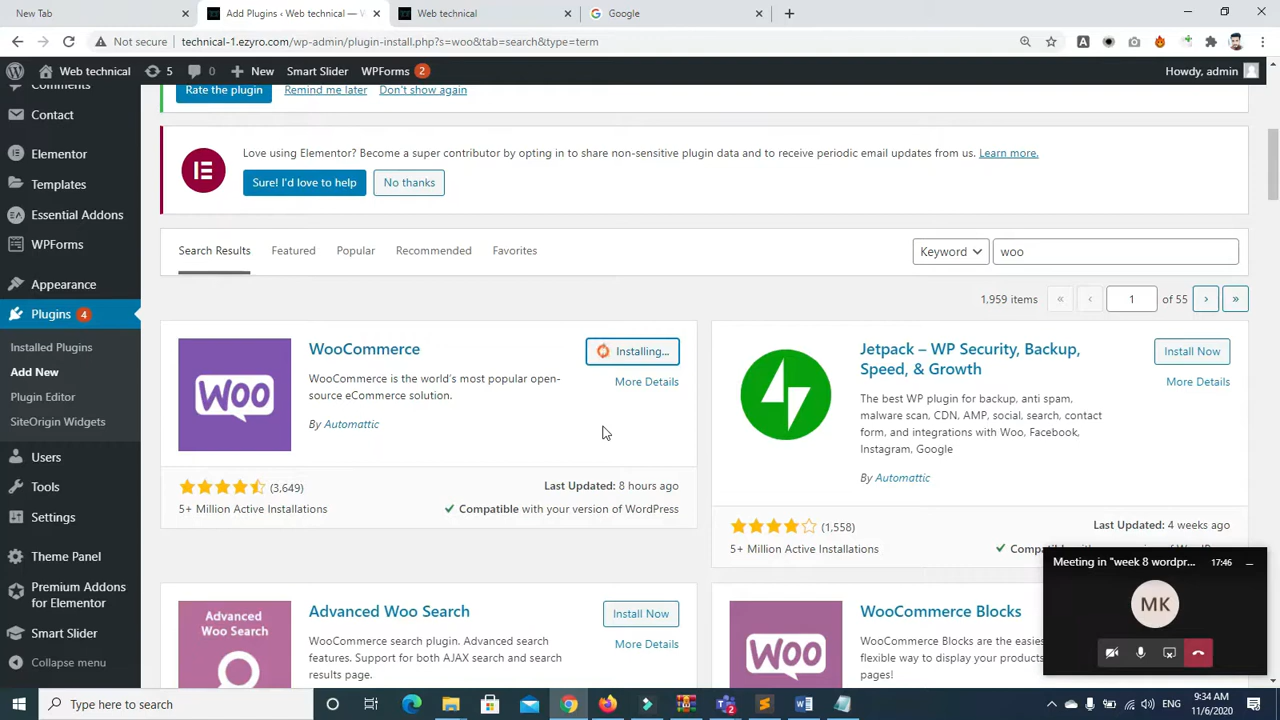 New Tab
Add Plugins ‹ Web technical —
Web technical
Google
Not secure
technical-1.ezyro.com/wp-admin/plugin-install.php?s=woo&tab=search&type=term
Web technical
5
0
New
Smart Slider
WPForms 2
Howdy, admin
Comments
Contact
Elementor
Templates
Essential Addons
WPForms
Appearance
Plugins 4
Installed Plugins
Add New
Plugin Editor
SiteOrigin Widgets
Users
Tools
Settings
Theme Panel
Premium Addons
for Elementor
Smart Slider
Collapse menu
Rate the plugin
Remind me later
Don't show again
Love using Elementor? Become a super contributor by opting in to share non-sensitive plugin data and to receive periodic email updates from us. Learn more.
Sure! I'd love to help
No thanks
Search Results
Featured
Popular
Recommended
Favorites
Keyword
woo
1,959 items
«
‹
1
of 55
›
»
WOO
WooCommerce
Installing...
More Details
WooCommerce is the world's most popular open-
source eCommerce solution.
By Automattic
(3,649)
5+ Million Active Installations
Last Updated: 8 hours ago
Compatible with your version of WordPress
Jetpack – WP Security, Backup,
Speed, & Growth
Install Now
More Details
The best WP plugin for backup, anti spam,
malware scan, CDN, AMP, social, search, contact
form, and integrations with Woo, Facebook,
Instagram, Google
By Automattic
(1,558)
5+ Million Active Installations
Last Updated: 4 weeks ago
Advanced
Woo Search
Advanced Woo Search
Install Now
More Details
WooCommerce search plugin. Advanced search
features. Support for both AJAX search and search
results page.
WOO
WooCommerce Blocks
WooCommerce Blocks are the easies
flexible way to display your products
pages!
Meeting in "week 8 wordpr...
17:46
MK
Type here to search
ENG
9:34 AM
11/6/2020